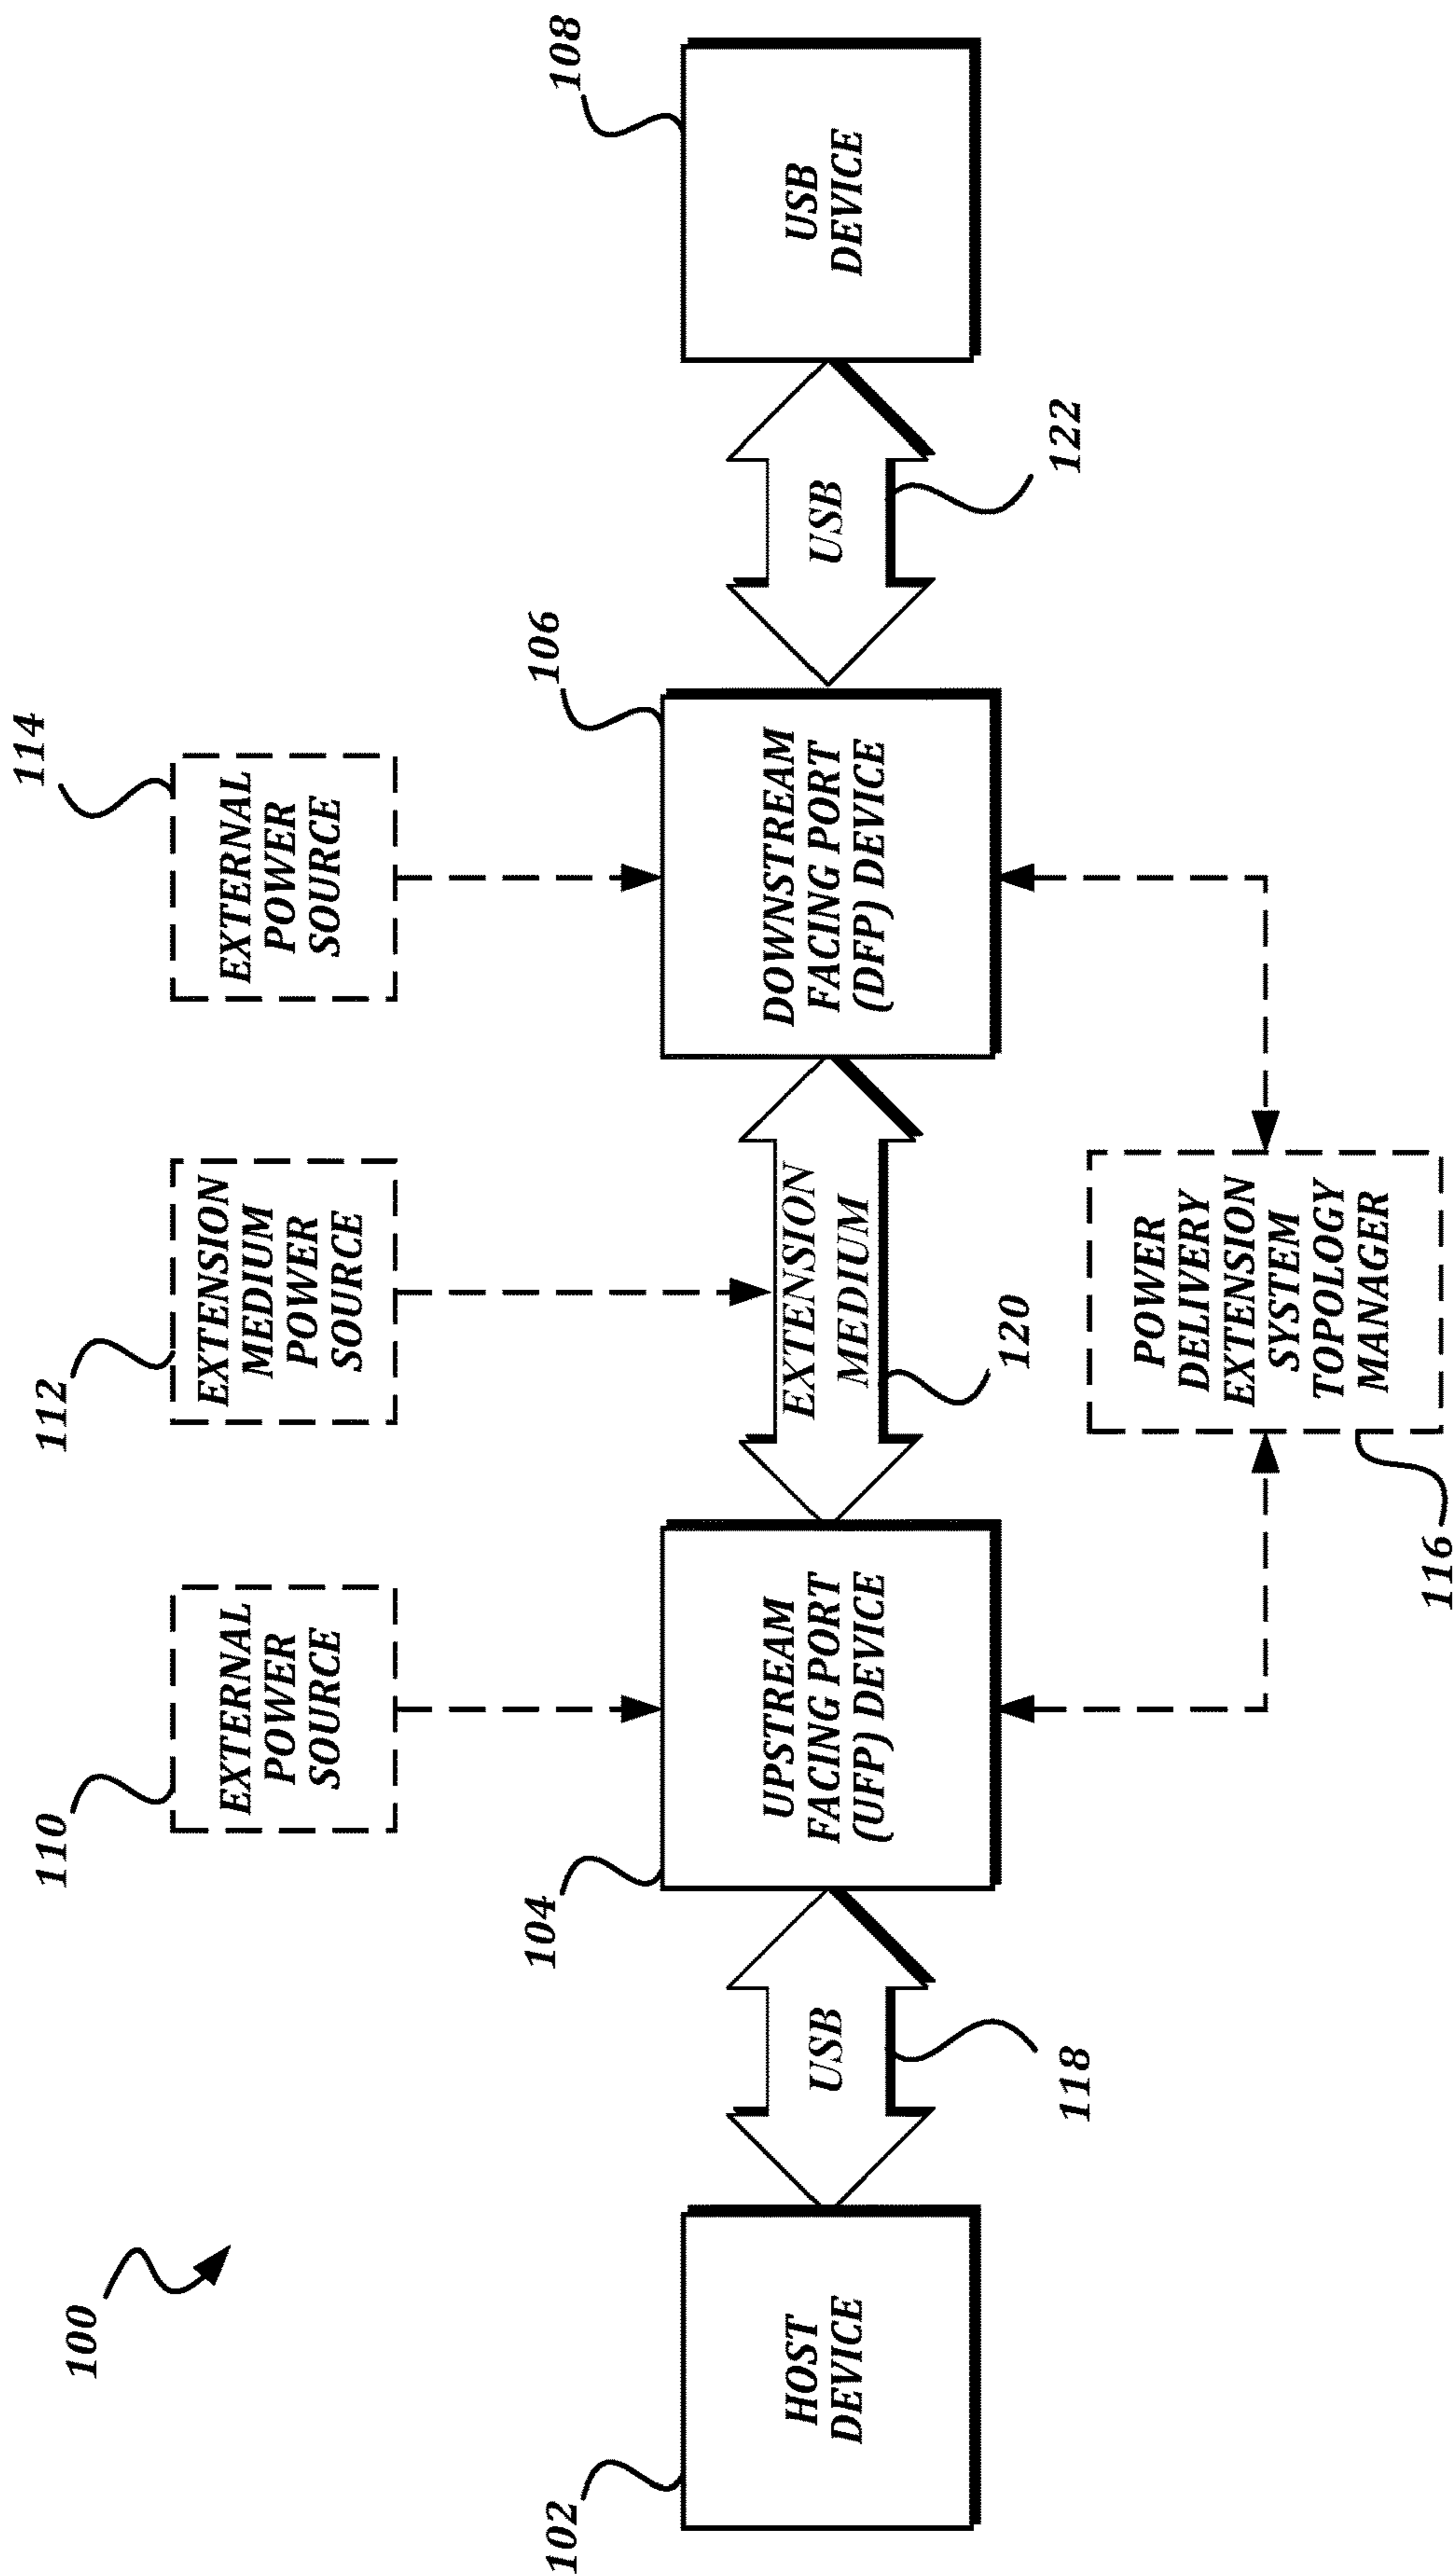 100
110
EXTERNAL
POWER
SOURCE
112
EXTENSION
MEDIUM
POWER
SOURCE
114
EXTERNAL
POWER
SOURCE
102
HOST
DEVICE
USB
118
104
UPSTREAM
FACING PORT
(UFP) DEVICE
EXTENSION
MEDIUM
120
106
DOWNSTREAM
FACING PORT
(DFP) DEVICE
USB
122
108
USB
DEVICE
116
POWER
DELIVERY
EXTENSION
SYSTEM
TOPOLOGY
MANAGER